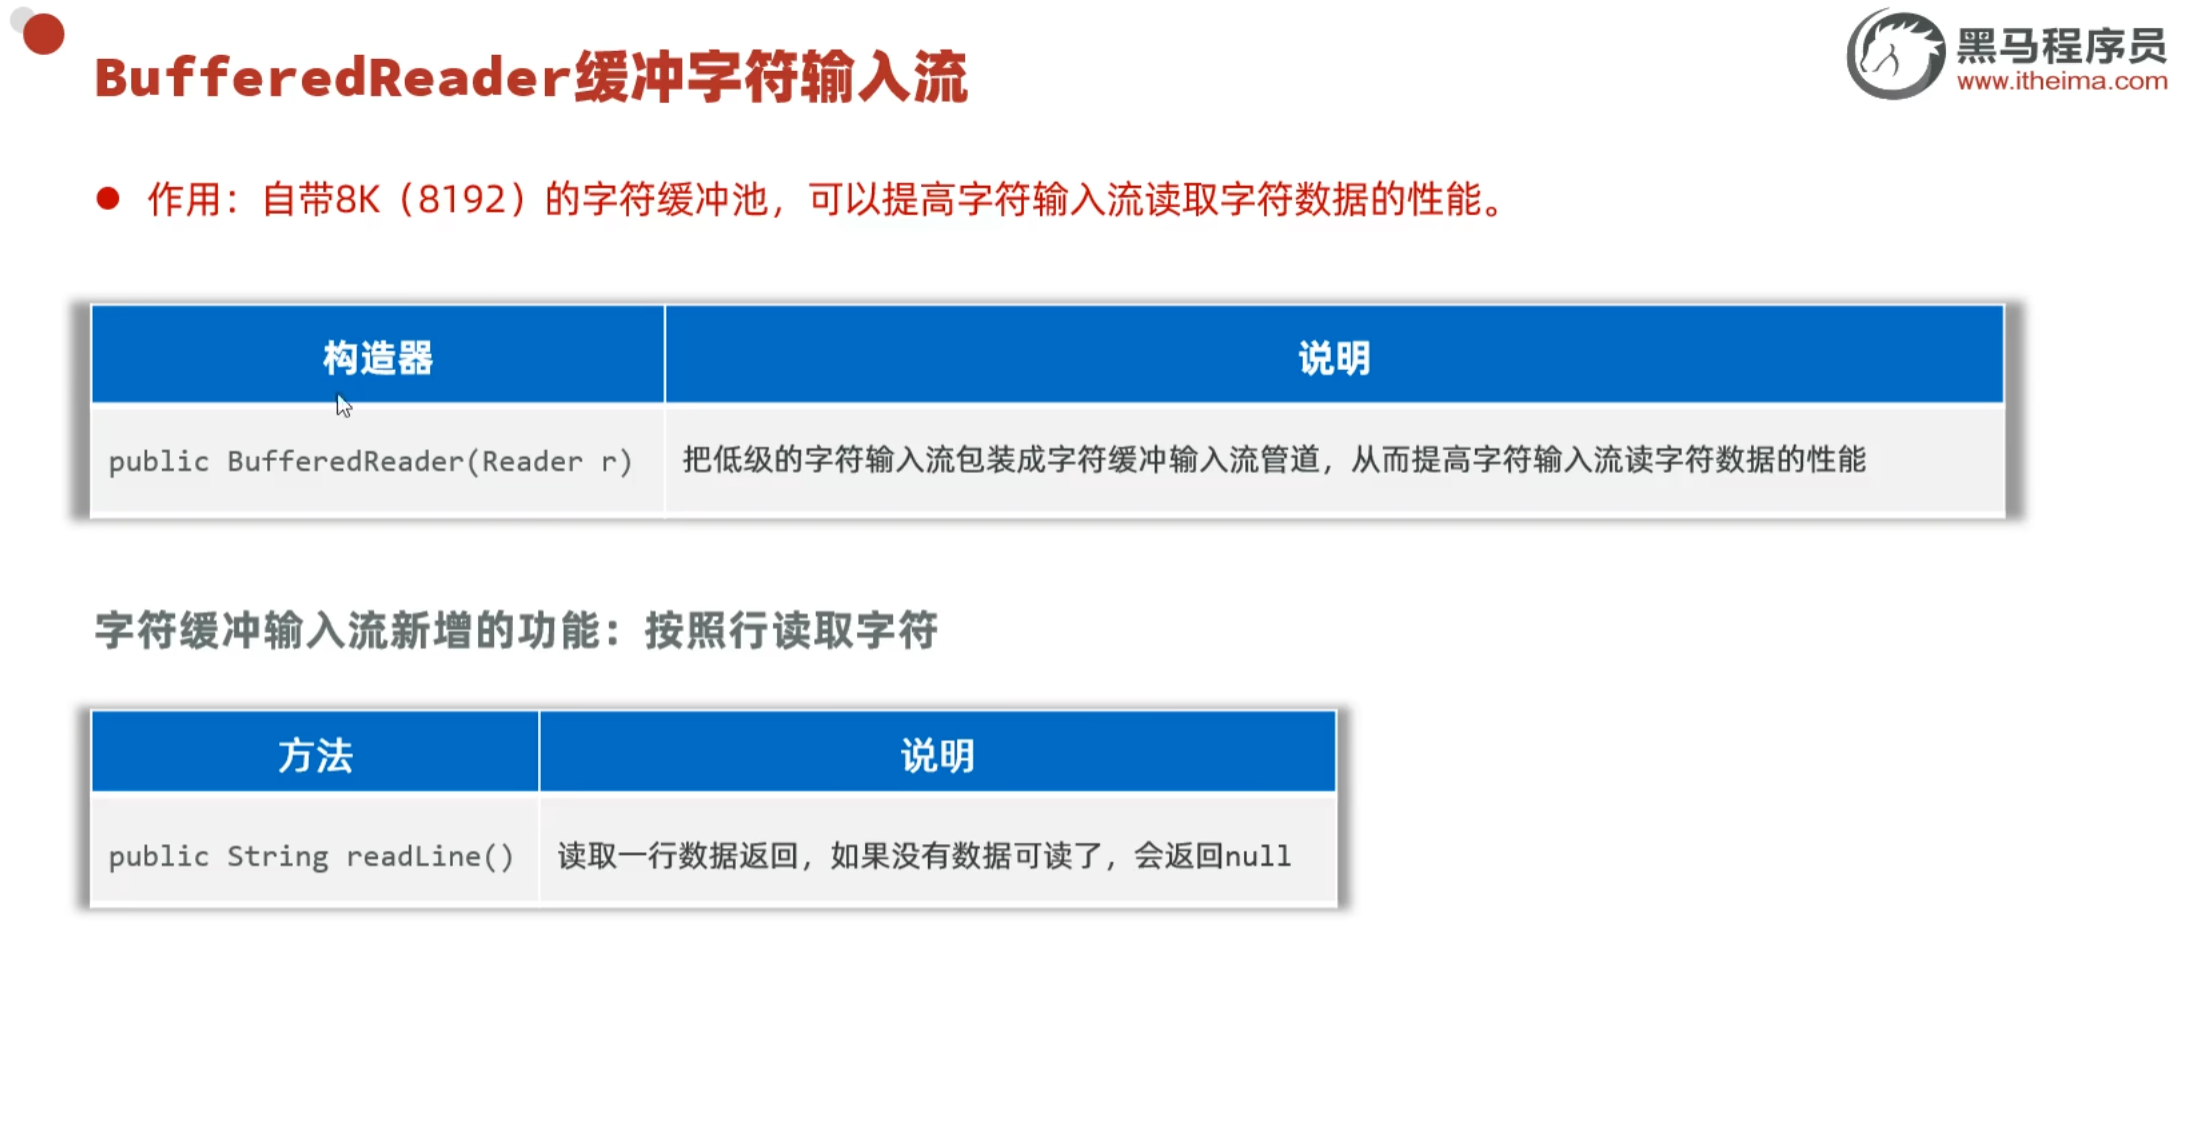 黑马程序员
www.itheima.com
BufferedReader缓冲字符输入流
作用：自带8K（8192）的字符缓冲池，可以提高字符输入流读取字符数据的性能。
构造器 说明
public BufferedReader(Reader r) 把低级的字符输入流包装成字符缓冲输入流管道，从而提高字符输入流读字符数据的性能
字符缓冲输入流新增的功能：按照行读取字符
方法 说明
public String readLine() 读取一行数据返回，如果没有数据可读了，会返回null